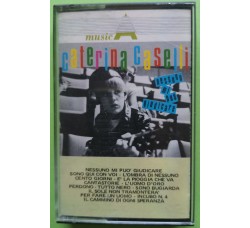 music A
caterina caselli
NESSUNO MI PUO' GIUDICARE
SONO QUI CON VOI - L'OMBRA DI NESSUNO
CENTO GIORNI - E' LA PIOGGIA CHE VA
CANTASTORIE - L'UOMO D'ORO
PERDONO - TUTTO NERO - SONO BUGIARDA
IL SOLE NON TRAMONTERA'
PER FARE UN UOMO - INCUBO N. 4
IL CAMMINO DI OGNI SPERANZA